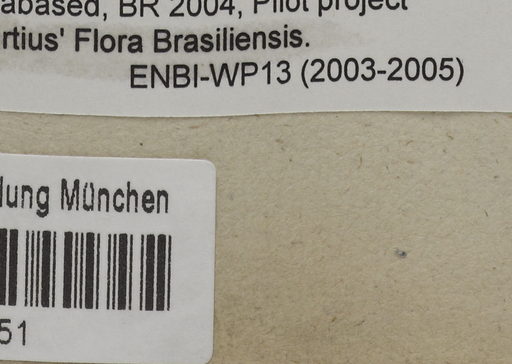 abased, BR 2004, Pilot project
rtius' Flora Brasiliensis.
ENBI-WP13 (2003-2005)
lung München
51